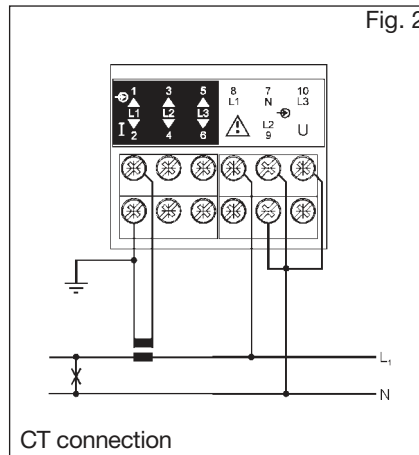 Fig. 2
1 3 5 8 7 10
L1 N L3
L1 L2 L3
I 2 4 6 L2 9 U
L₁
N
CT connection